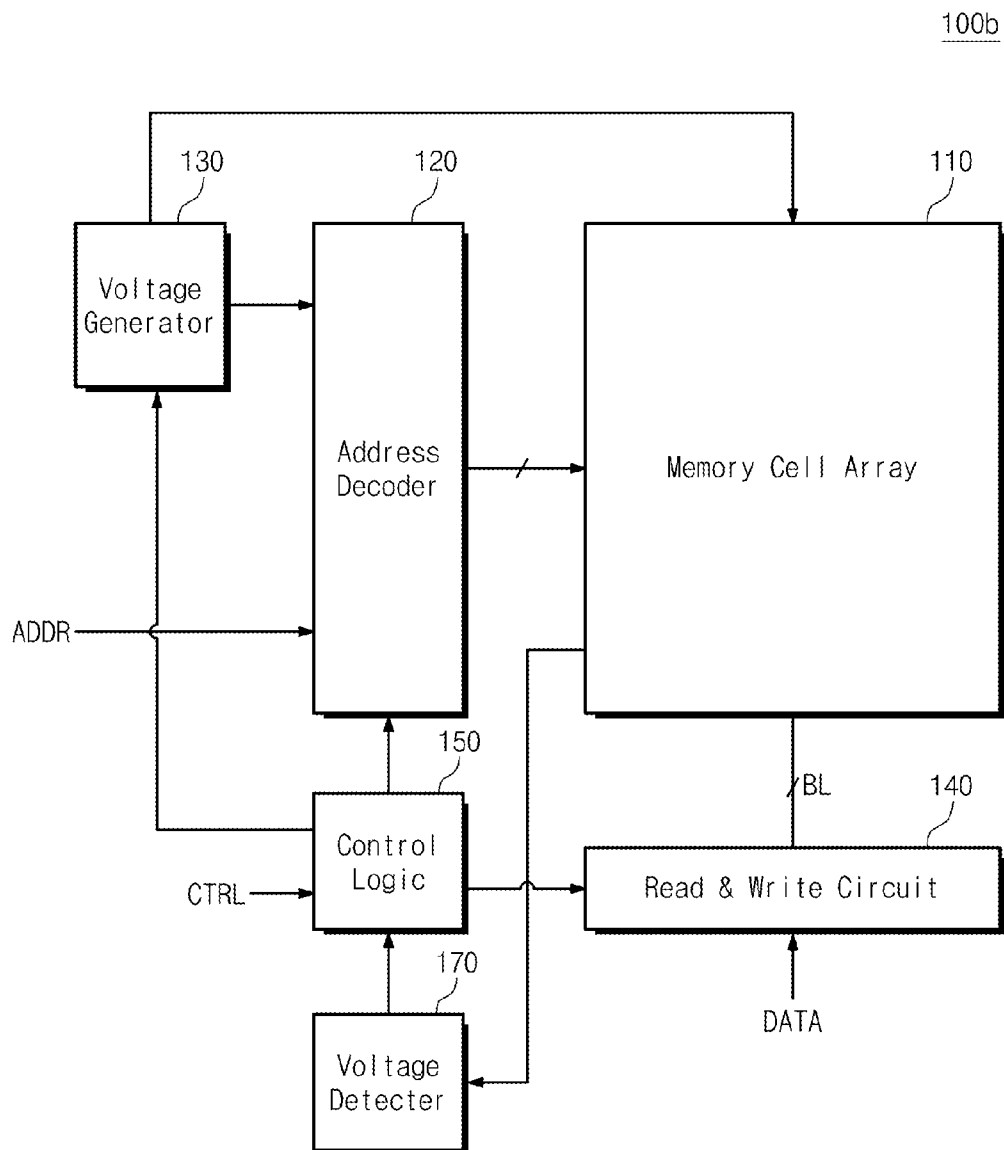 100b
130
120
110
Voltage
Generator
Address
Decoder
Memory Cell Array
ADDR
150
BL
140
Control
Logic
CTRL
Read & Write Circuit
170
DATA
Voltage
Detecter